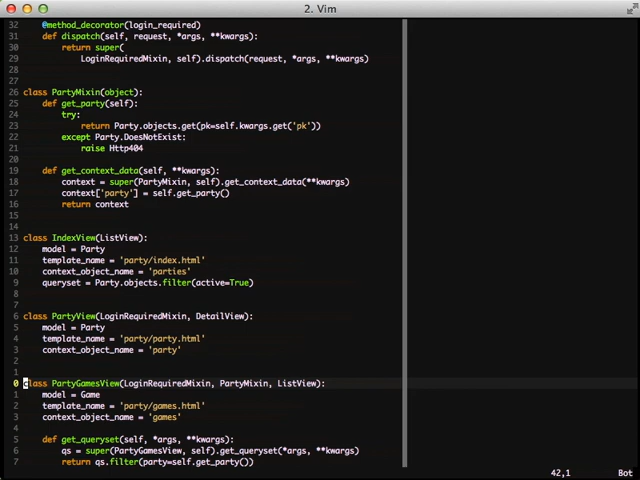 2. Vim
32 @method_decorator(login_required)
31 def dispatch(self, request, *args, **kwargs):
30 return super(
29 LoginRequiredMixin, self).dispatch(request, *args, **kwargs)
28
27
26 class PartyMixin(object):
25 def get_party(self):
24 try:
23 return Party.objects.get(pk=self.kwargs.get('pk'))
22 except Party.DoesNotExist:
21 raise Http404
20
19 def get_context_data(self, **kwargs):
18 context = super(PartyMixin, self).get_context_data(**kwargs)
17 context['party'] = self.get_party()
16 return context
15
14
13 class IndexView(ListView):
12 model = Party
11 template_name = 'party/index.html'
10 context_object_name = 'parties'
9 queryset = Party.objects.filter(active=True)
8
7
6 class PartyView(LoginRequiredMixin, DetailView):
5 model = Party
4 template_name = 'party/party.html'
3 context_object_name = 'party'
2
1
0 class PartyGamesView(LoginRequiredMixin, PartyMixin, ListView):
1 model = Game
2 template_name = 'party/games.html'
3 context_object_name = 'games'
4
5 def get_queryset(self, *args, **kwargs):
6 qs = super(PartyGamesView, self).get_queryset(*args, **kwargs)
7 return qs.filter(party=self.get_party())
42,1 Bot